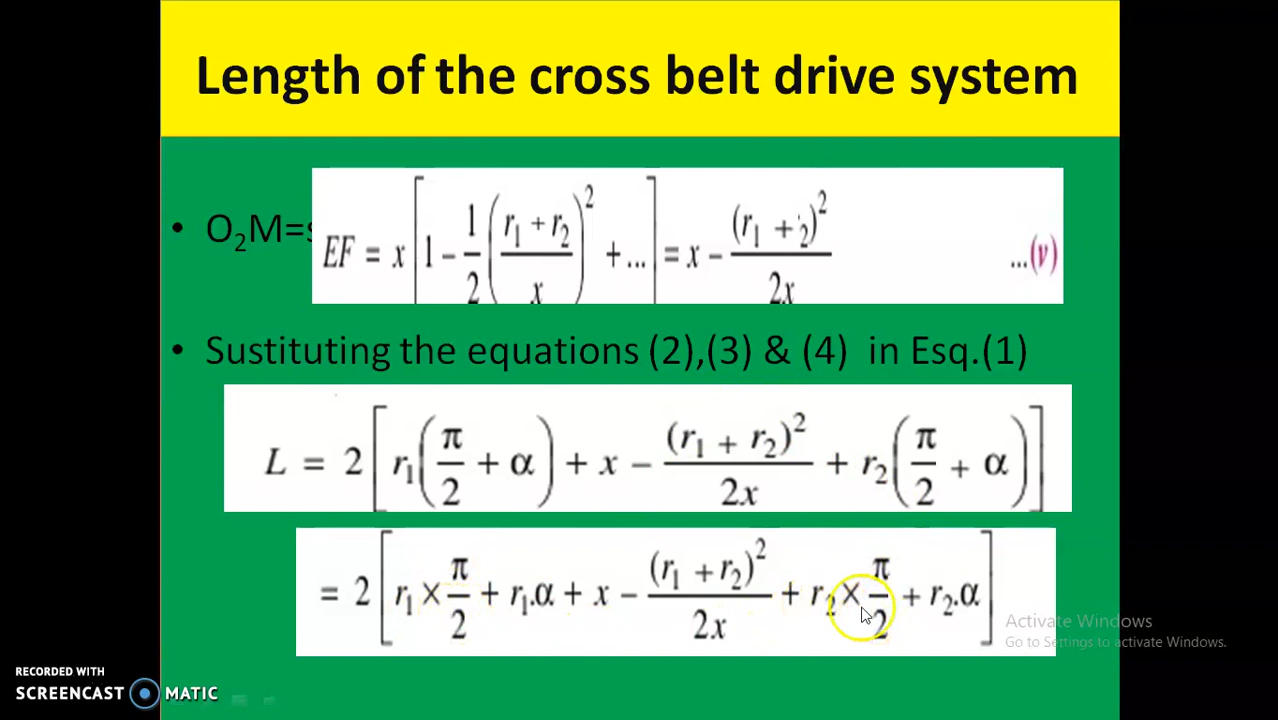 Length of the cross belt drive system
• O₂M=s
EF = x [1 − 1/2 ((r₁ + r₂)/x)² + ...] = x − (r₁ + ₂)²/2x ...(v)
• Sustituting the equations (2),(3) & (4) in Esq.(1)
L = 2 [r₁(π/2 + α) + x − (r₁ + r₂)²/2x + r₂(π/2 + α)]
= 2 [r₁ × π/2 + r₁.α + x − (r₁ + r₂)²/2x + r₂ × π/2 + r₂.α]
Activate Windows
Go to Settings to activate Windows.
RECORDED WITH
SCREENCAST MATIC